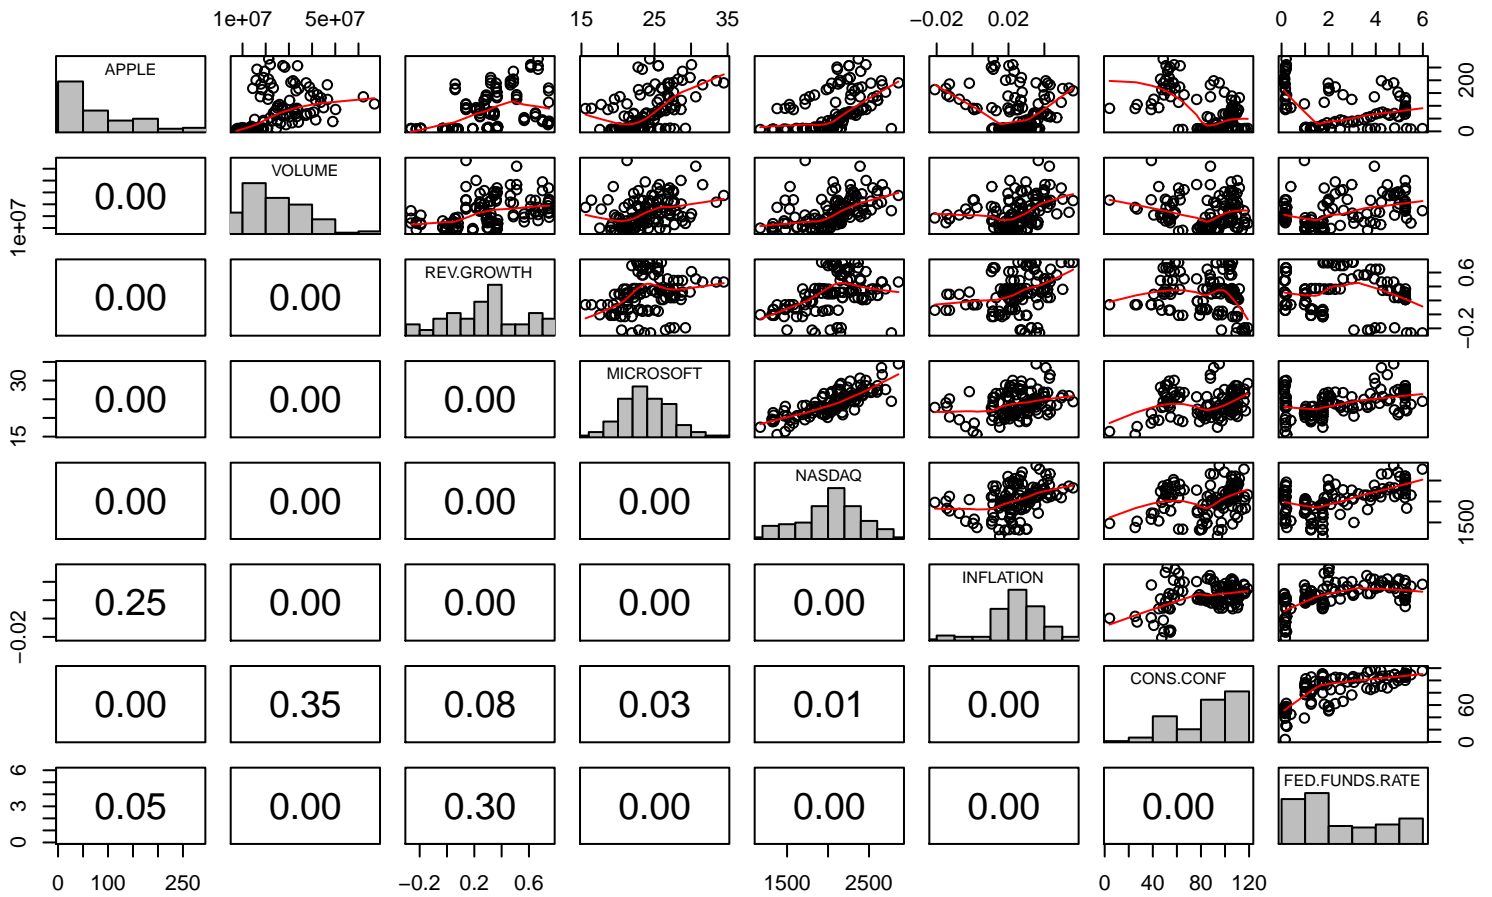 1e+07 5e+07 15 25 35 −0.02 0.02 0 2 4 6
APPLE
0 200
VOLUME
1e+07 0.00
REV.GROWTH
0.00 0.00 −0.2 0.6
MICROSOFT
15 30 0.00 0.00 0.00
NASDAQ
0.00 0.00 0.00 0.00 1500
INFLATION
−0.02 0.25 0.00 0.00 0.00 0.00
CONS.CONF
0.00 0.35 0.08 0.03 0.01 0.00 0 60
FED.FUNDS.RATE
0 3 6 0.05 0.00 0.30 0.00 0.00 0.00 0.00
0 100 250 −0.2 0.2 0.6 1500 2500 0 40 80 120